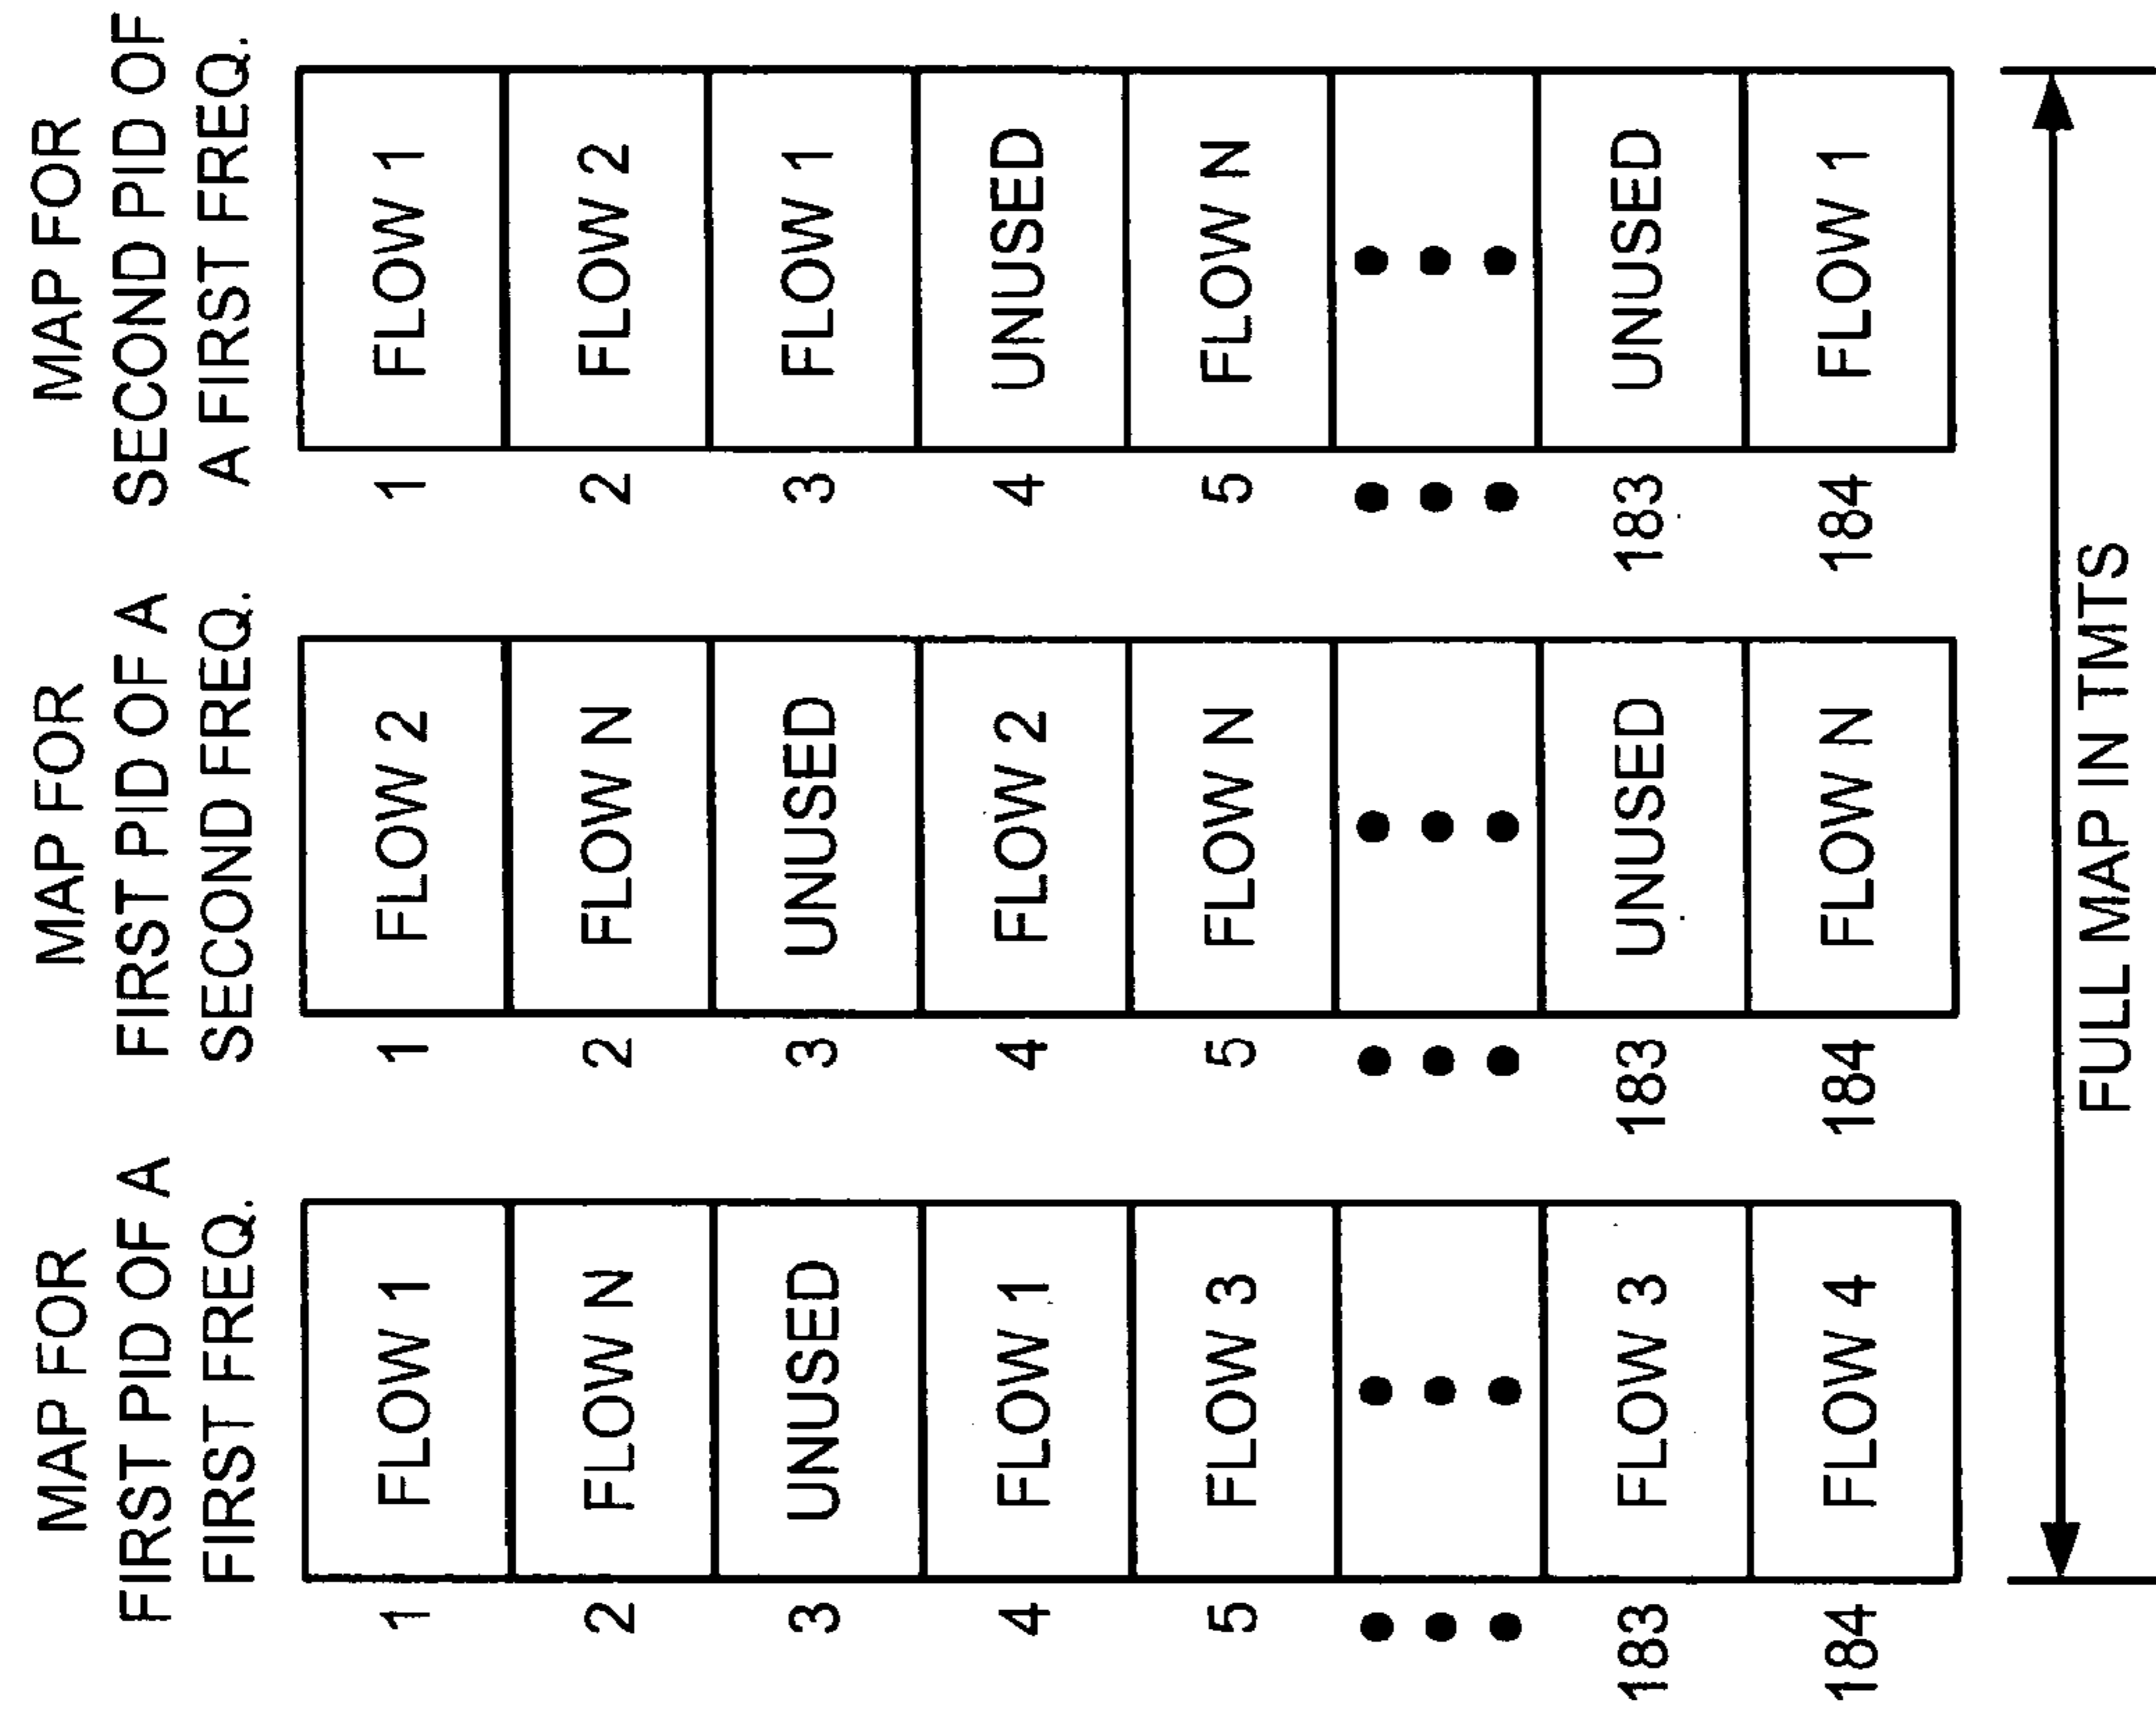 MAP FOR
FIRST PID OF A
FIRST FREQ.
1 FLOW 1
2 FLOW N
3 UNUSED
4 FLOW 1
5 FLOW 3
183 FLOW 3
184 FLOW 4
MAP FOR
FIRST PID OF A
SECOND FREQ.
1 FLOW 2
2 FLOW N
3 UNUSED
4 FLOW 2
5 FLOW N
183 UNUSED
184 FLOW N
MAP FOR
SECOND PID OF
A FIRST FREQ.
1 FLOW 1
2 FLOW 2
3 FLOW 1
4 UNUSED
5 FLOW N
183 UNUSED
184 FLOW 1
FULL MAP IN TMTS